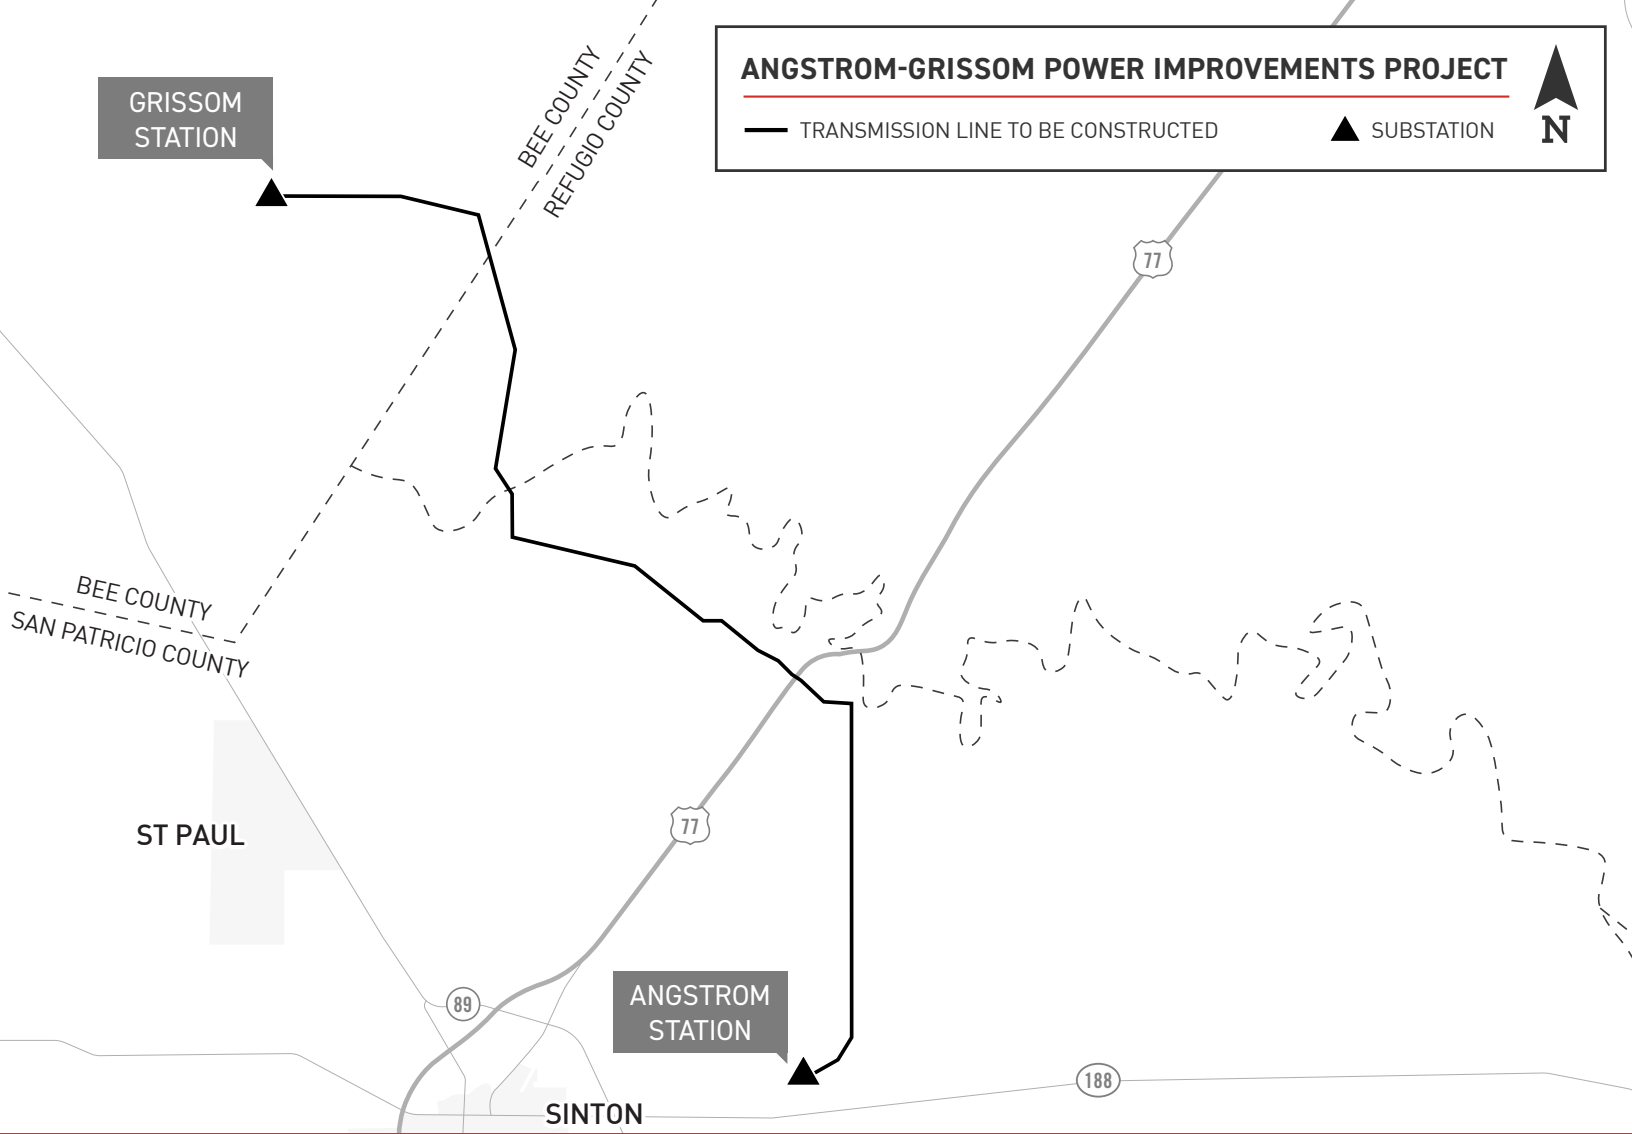 ANGSTROM-GRISSOM POWER IMPROVEMENTS PROJECT
TRANSMISSION LINE TO BE CONSTRUCTED
SUBSTATION
N
GRISSOM
STATION
BEE COUNTY
REFUGIO COUNTY
77
BEE COUNTY
SAN PATRICIO COUNTY
ST PAUL
77
89
ANGSTROM
STATION
188
SINTON